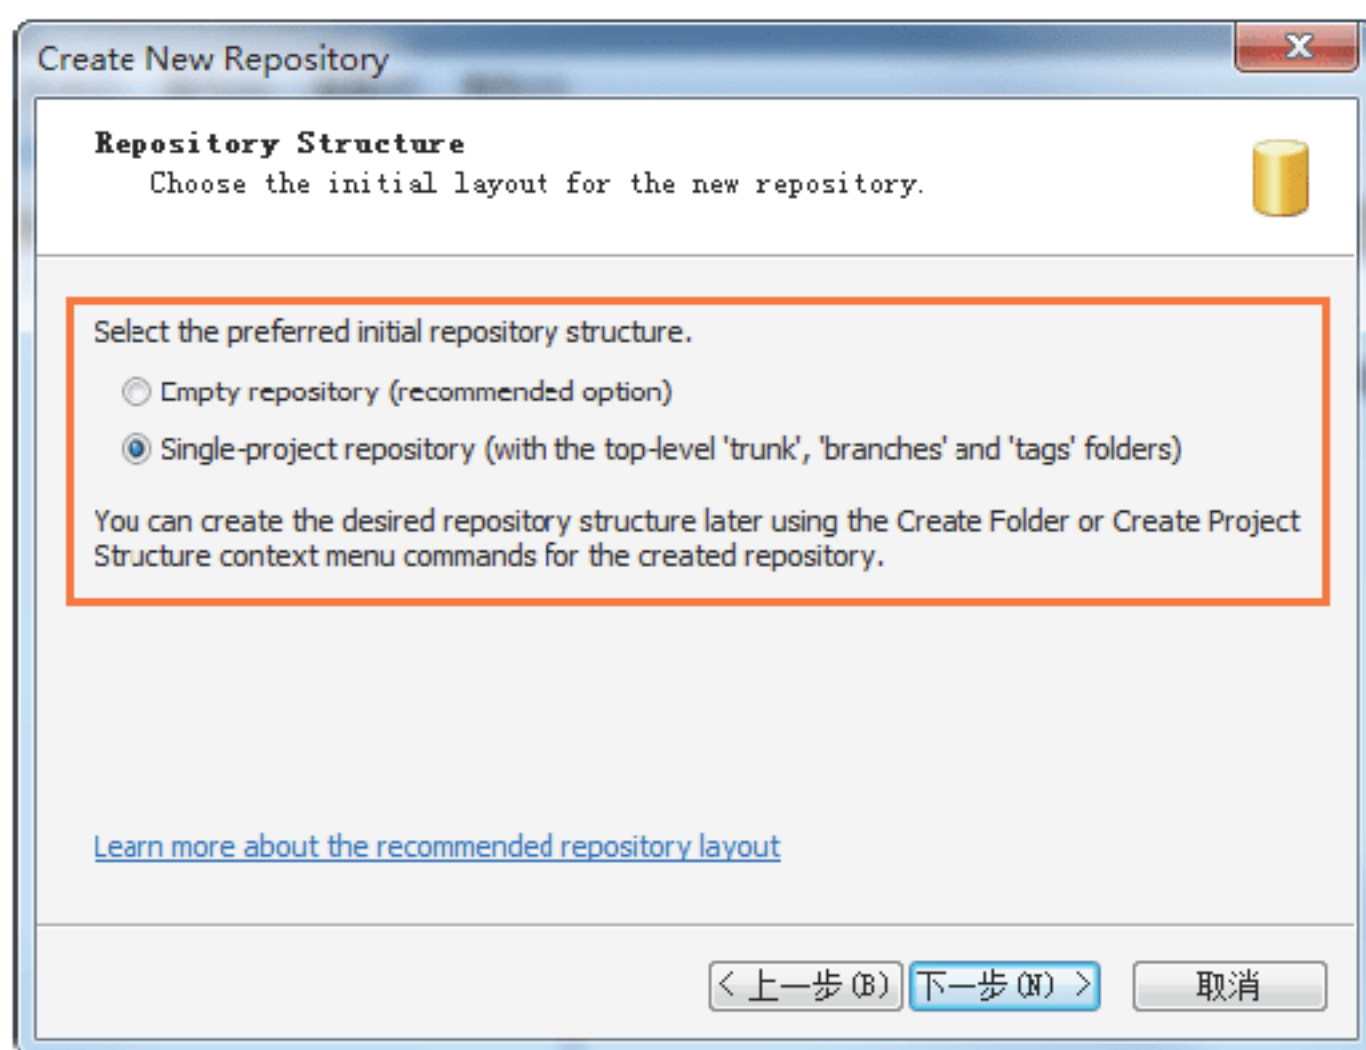 Create New Repository
Repository Structure
Choose the initial layout for the new repository.
Select the preferred initial repository structure.
Empty repository (recommended option)
Single-project repository (with the top-level 'trunk', 'branches' and 'tags' folders)
You can create the desired repository structure later using the Create Folder or Create Project
Structure context menu commands for the created repository.
Learn more about the recommended repository layout
< 上一步(B) 下一步(N) > 取消